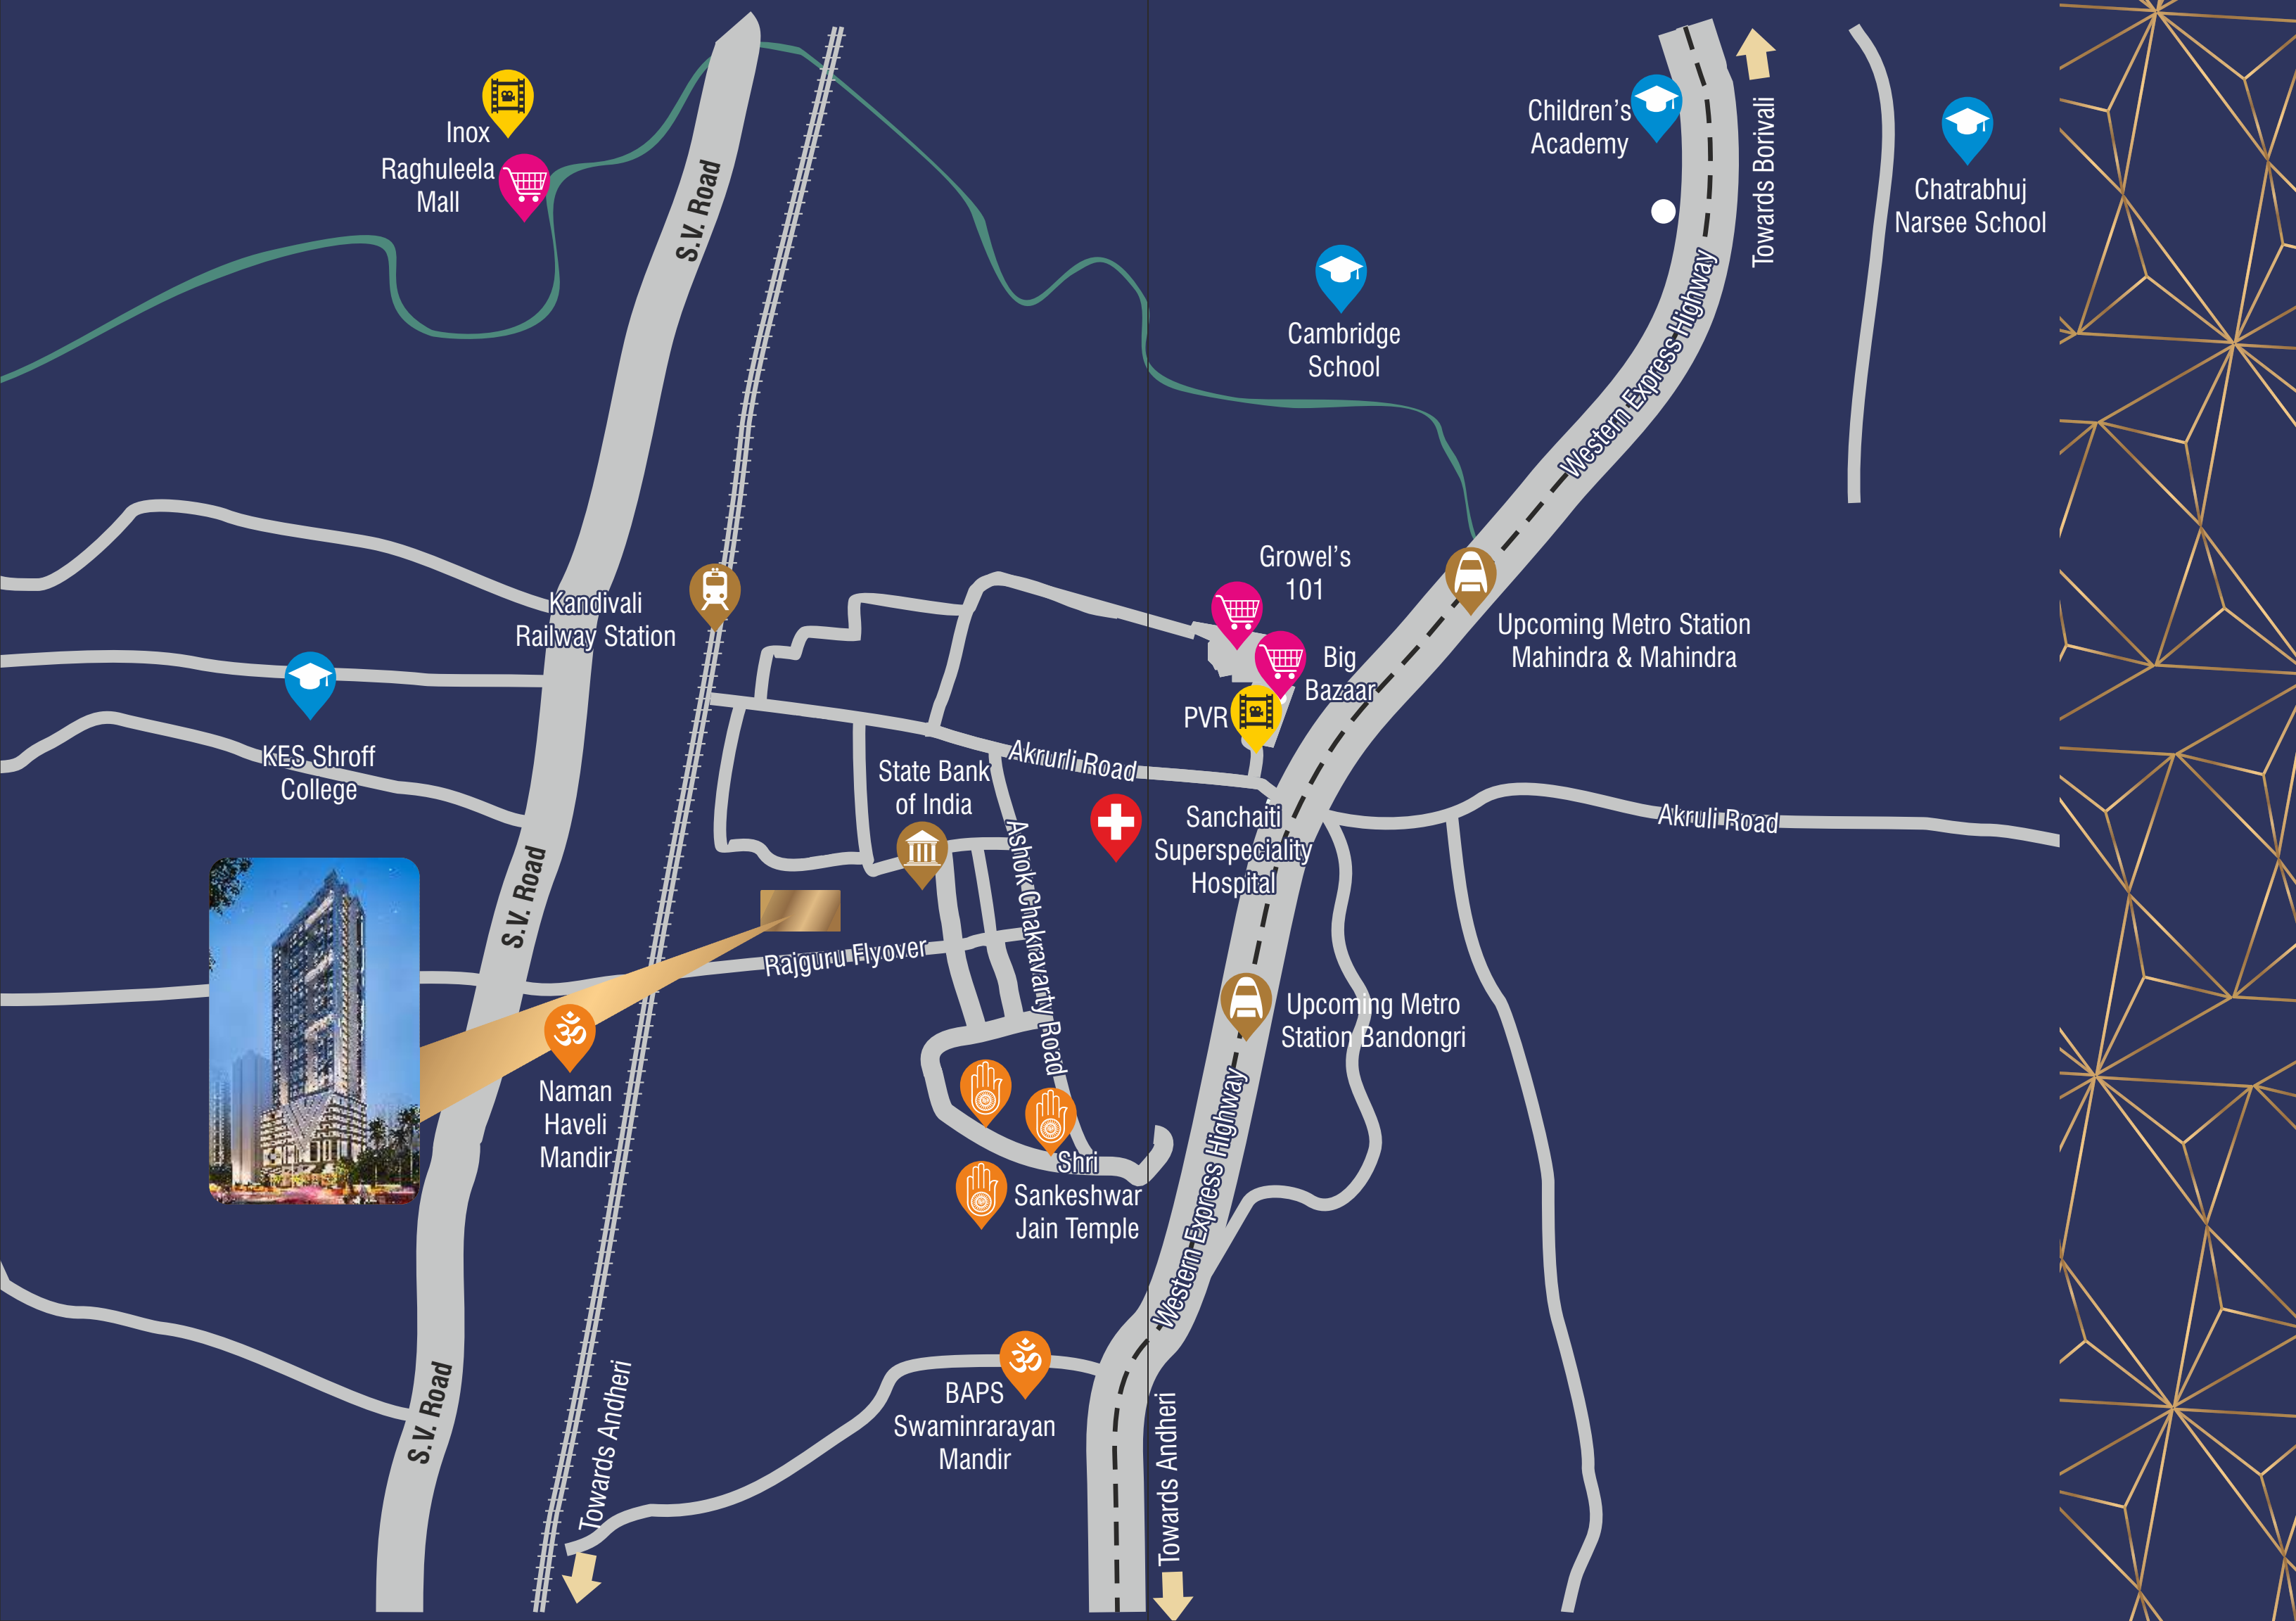 Inox
Raghuleela
Mall
S.V. Road
Children's
Academy
Towards Borivali
Chatrabhuj
Narsee School
Cambridge
School
Western Express Highway
Growel's
101
Kandivali
Railway Station
Upcoming Metro Station
Mahindra & Mahindra
Big
Bazaar
PVR
KES Shroff
College
Akrurli Road
State Bank
of India
Sanchaiti
Superspeciality
Hospital
Akruli Road
S.V. Road
Ashok Chakravarty Road
Rajguru Flyover
Upcoming Metro
Station Bandongri
Naman
Haveli
Mandir
Shri
Sankeshwar
Jain Temple
Western Express Highway
S.V. Road
Towards Andheri
BAPS
Swaminrarayan
Mandir
Towards Andheri